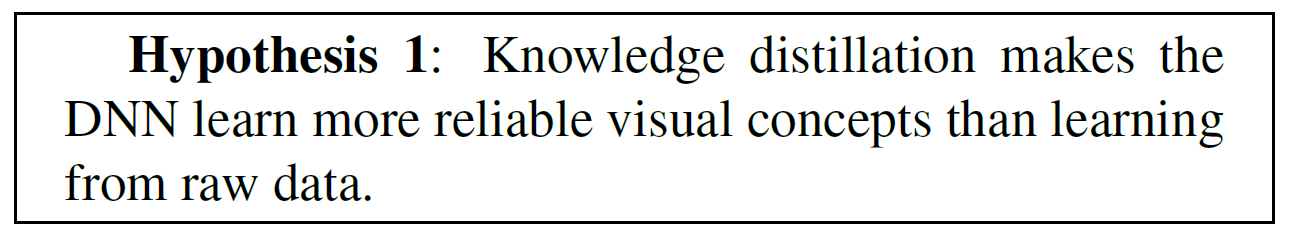 Hypothesis 1: Knowledge distillation makes the
DNN learn more reliable visual concepts than learning
from raw data.